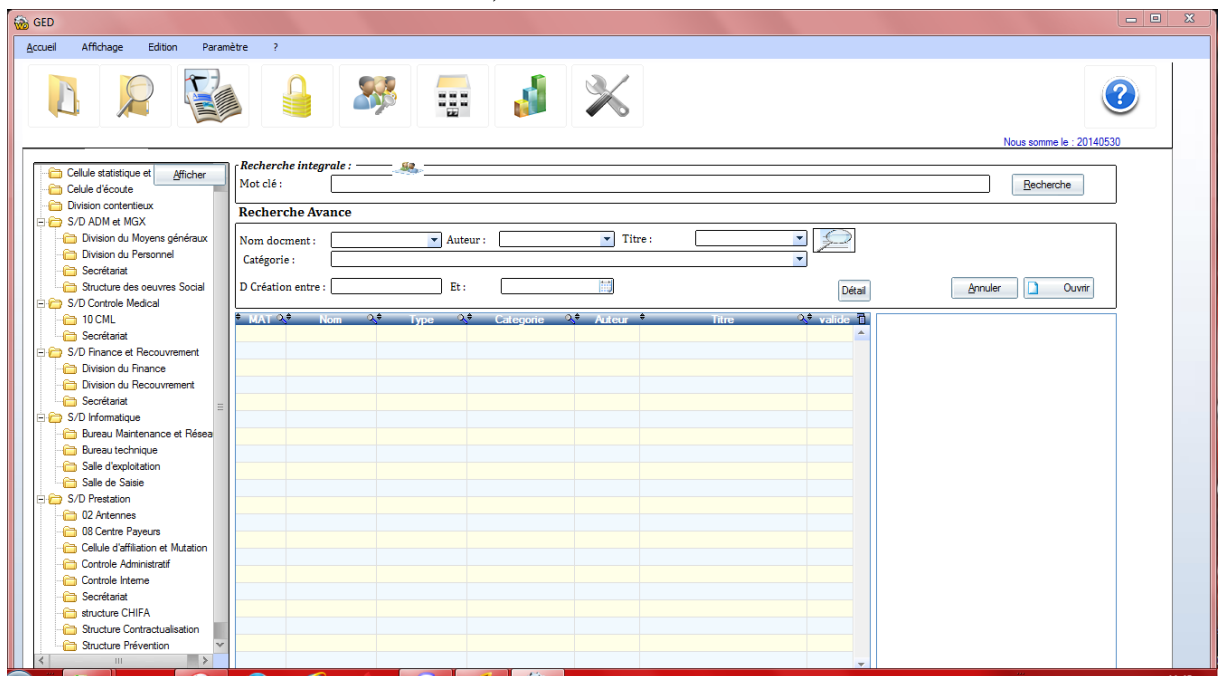 GED
Accueil Affichage Edition Paramètre ?
Nous somme le : 20140530
Cellule statistique et
Afficher
Celule d'écoute
Division contentieux
S/D ADM et MGX
Division du Moyens généraux
Division du Personnel
Secrétariat
Structure des oeuvres Social
S/D Controle Medical
10 CML
Secrétariat
S/D Finance et Recouvrement
Division du Finance
Division du Recouvrement
Secrétariat
S/D Informatique
Bureau Maintenance et Résea
Bureau technique
Salle d'exploitation
Salle de Saisie
S/D Prestation
02 Antennes
08 Centre Payeurs
Cellule d'affiliation et Mutation
Controle Administratif
Controle Interne
Secrétariat
structure CHIFA
Structure Contractualisation
Structure Prévention
Recherche integrale :
Mot clé : Recherche
Recherche Avance
Nom docment : Auteur : Titre :
Catégorie :
D Création entre : Et : Détail Annuler Ouvrir
MAT Nom Type Categorie Auteur Titre valide